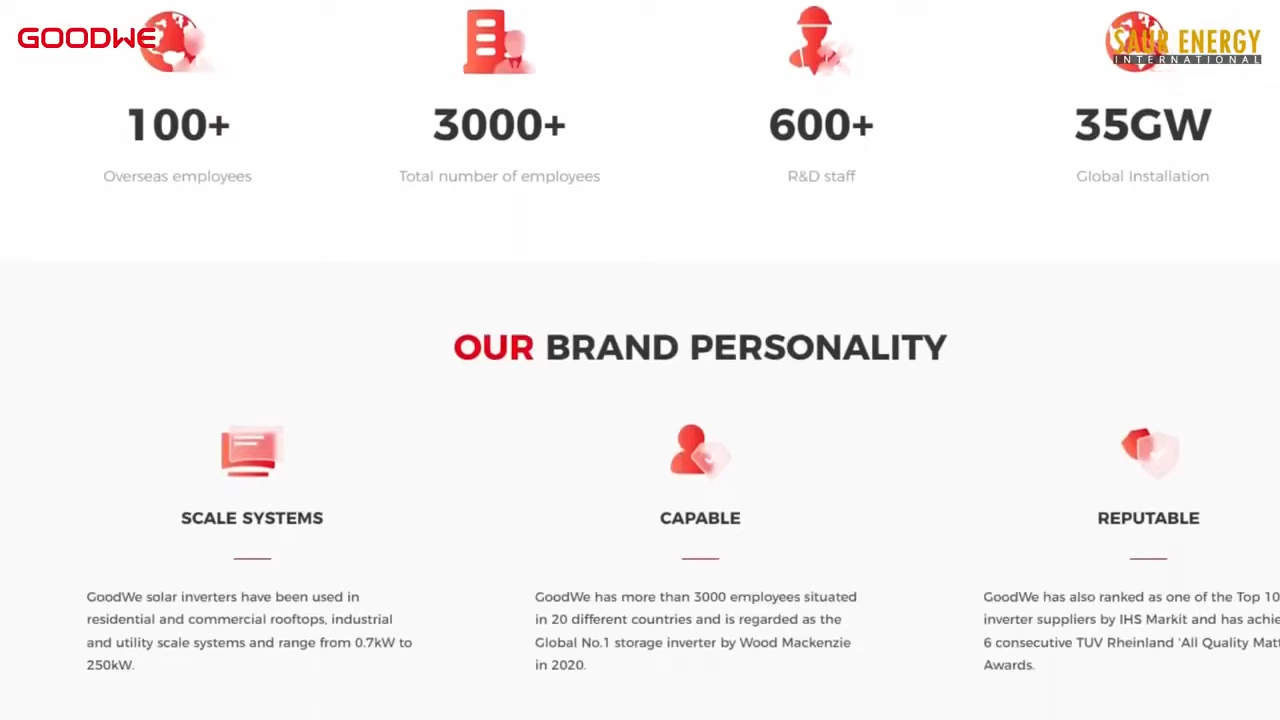 GOODWE
SAUR ENERGY
INTERNATIONAL
100+
3000+
600+
35GW
Overseas employees
Total number of employees
R&D staff
Global Installation
OUR BRAND PERSONALITY
SCALE SYSTEMS
GoodWe solar inverters have been used in
residential and commercial rooftops, industrial
and utility scale systems and range from 0.7kW to
250kW.
CAPABLE
GoodWe has more than 3000 employees situated
in 20 different countries and is regarded as the
Global No.1 storage inverter by Wood Mackenzie
in 2020.
REPUTABLE
GoodWe has also ranked as one of the Top 10
inverter suppliers by IHS Markit and has
6 consecutive TUV Rheinland 'All Quality
Awards.